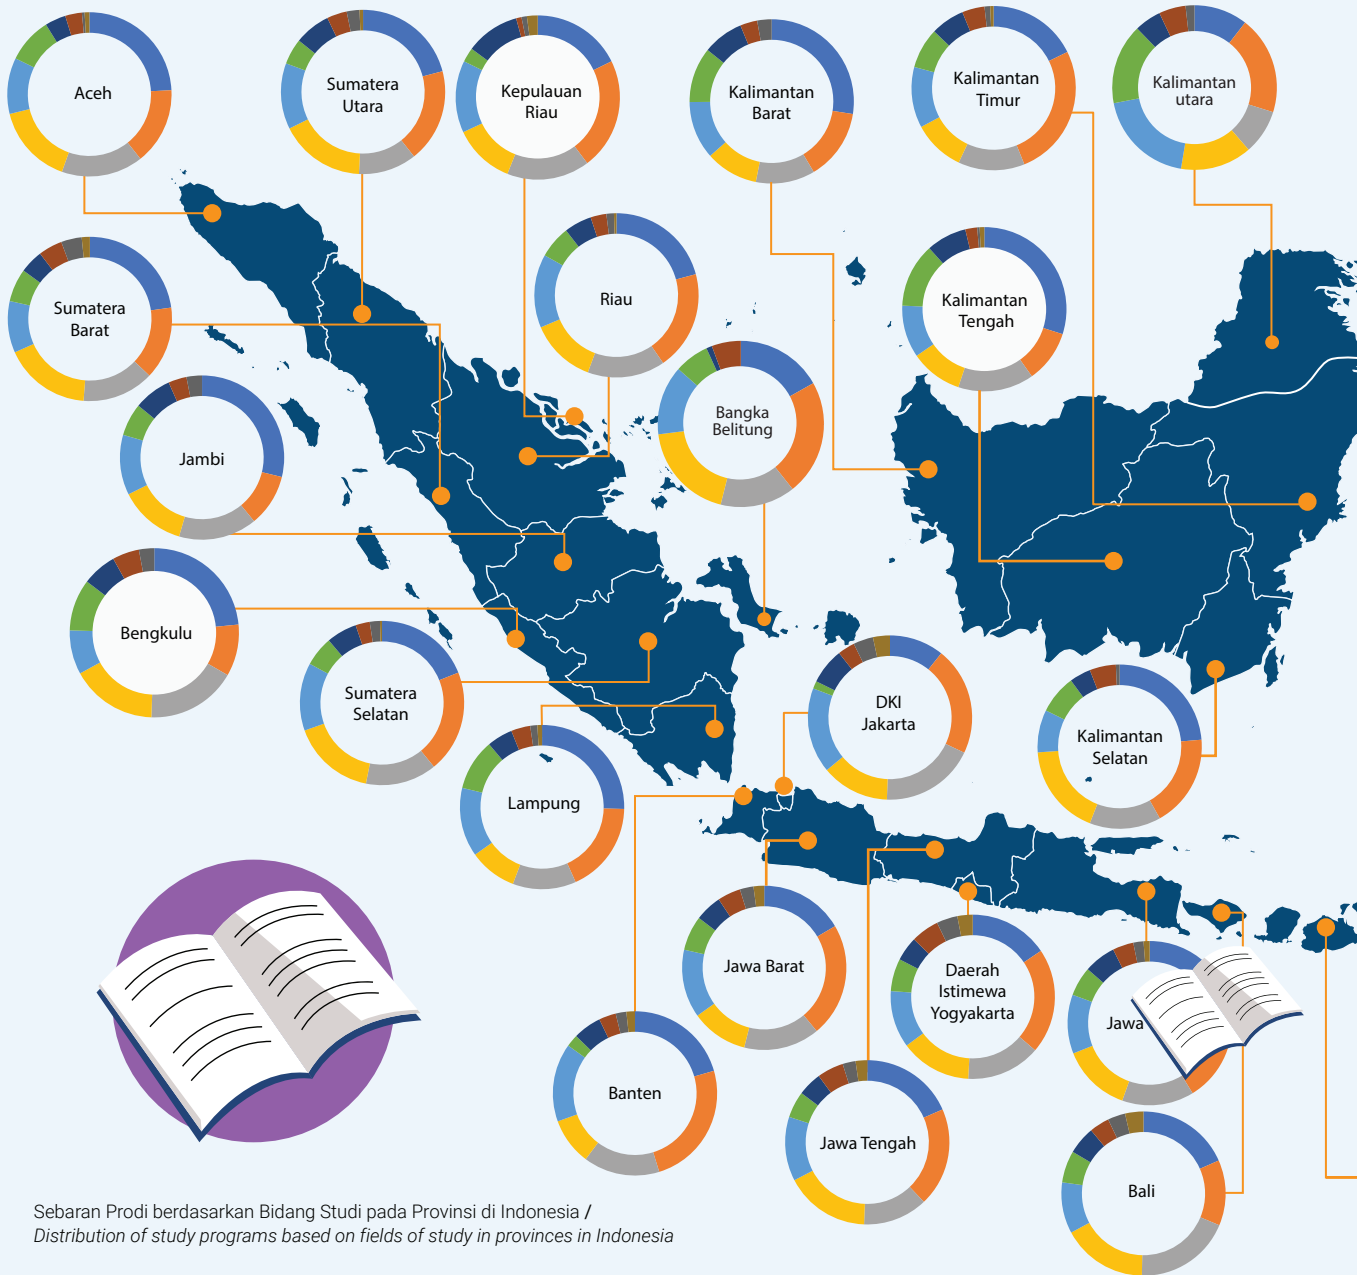 Aceh
Sumatera
Utara
Kepulauan
Riau
Kalimantan
Barat
Kalimantan
Timur
Kalimantan
utara
Sumatera
Barat
Riau
Kalimantan
Tengah
Jambi
Bangka
Belitung
Bengkulu
Sumatera
Selatan
DKI
Jakarta
Kalimantan
Selatan
Lampung
Jawa Barat
Daerah
Istimewa
Yogyakarta
Jawa
Banten
Jawa Tengah
Bali
Sebaran Prodi berdasarkan Bidang Studi pada Provinsi di Indonesia /
Distribution of study programs based on fields of study in provinces in Indonesia